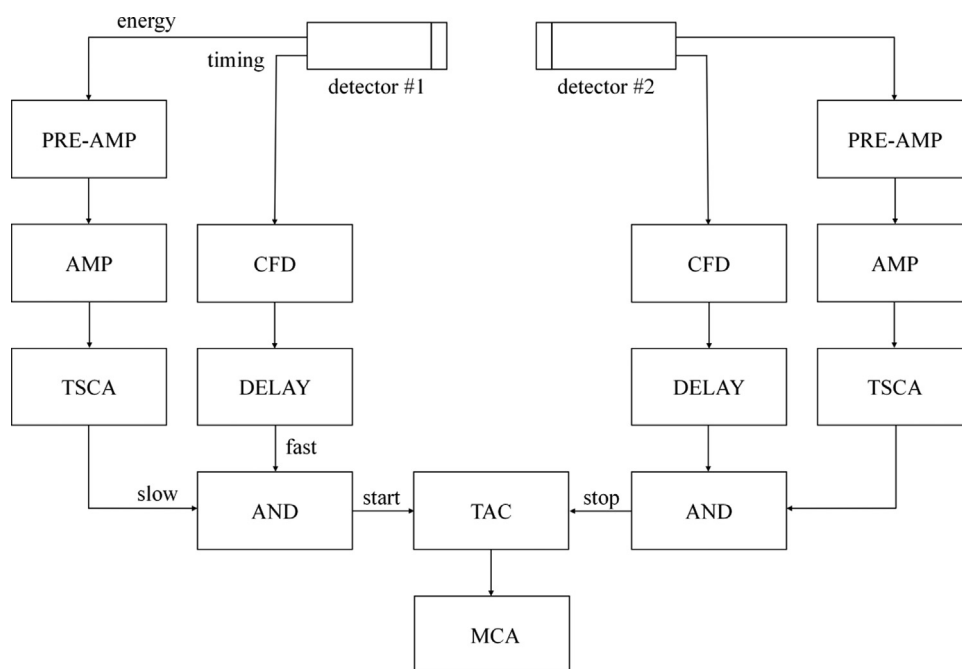 energy
timing
detector #1
detector #2
PRE-AMP
PRE-AMP
AMP
CFD
CFD
AMP
TSCA
DELAY
DELAY
TSCA
fast
slow
AND
start
TAC
stop
AND
MCA